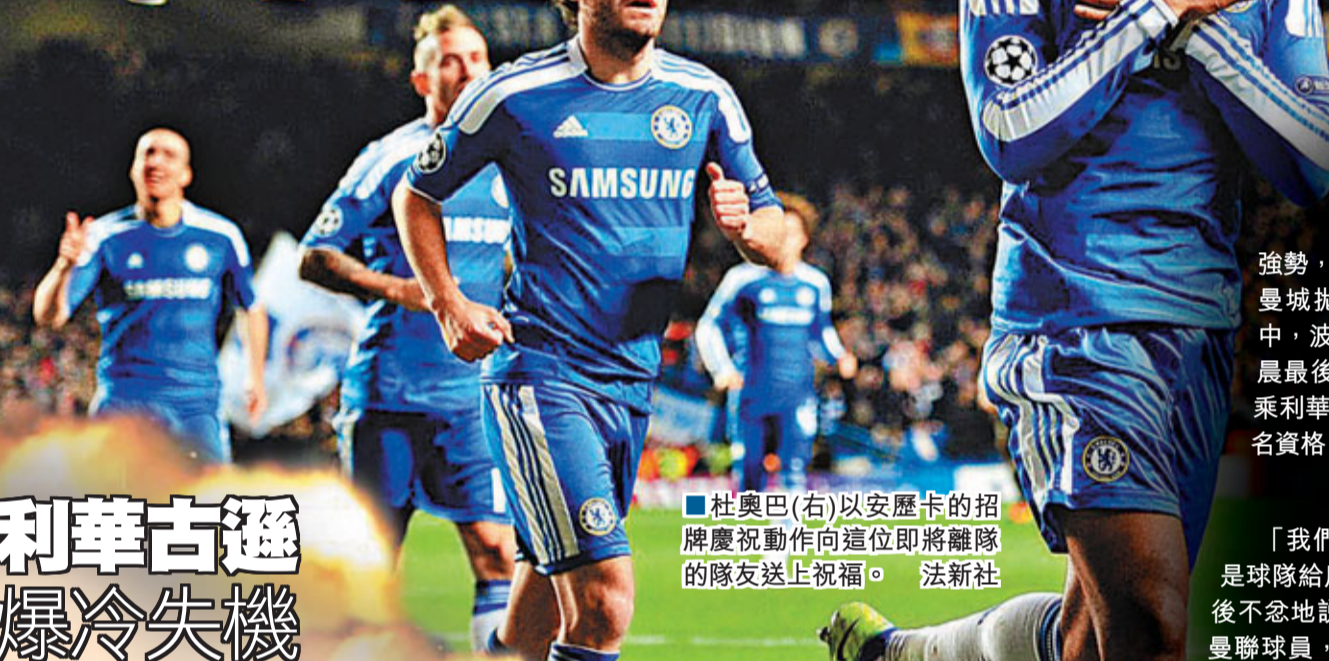 SAMSUNG
SAMSUNG
強勢，
曼城拋
中，波
晨最後
乘利華
名資格
利華古遜
爆冷失機
■杜奧巴(右)以安歷卡的招
牌慶祝動作向這位即將離隊
的隊友送上祝福。　法新社
「我們
是球隊給
後不忿地說
曼聯球員，